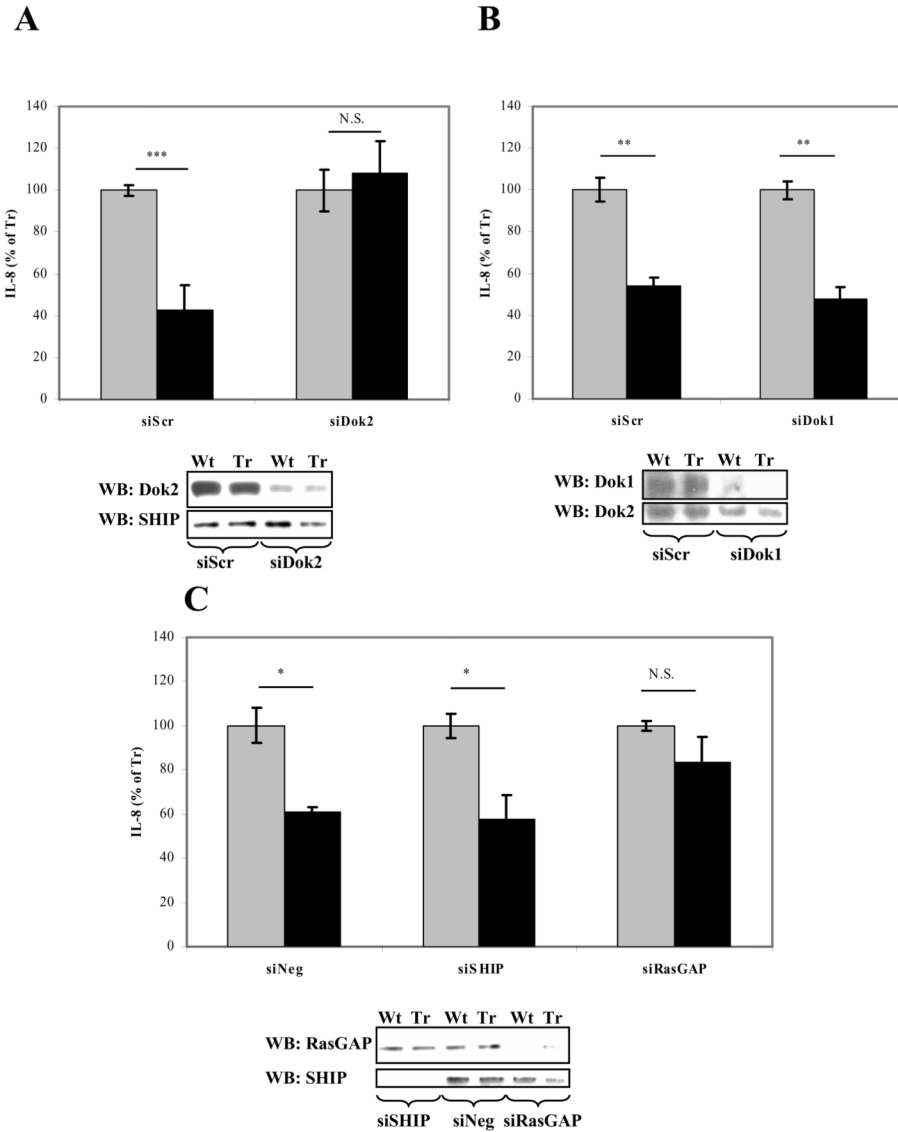 A
B
140
120
100
80
60
40
20
0
IL-8 (% of Tr)
***
N.S.
siScr
siDok2
140
120
100
80
60
40
20
0
IL-8 (% of Tr)
**
**
siScr
siDok1
Wt Tr Wt Tr
WB: Dok2
WB: SHIP
siScr siDok2
Wt Tr Wt Tr
WB: Dok1
WB: Dok2
siScr siDok1
C
140
120
100
80
60
40
20
0
IL-8 (% of Tr)
*
*
N.S.
siNeg
siSHIP
siRasGAP
Wt Tr Wt Tr Wt Tr
WB: RasGAP
WB: SHIP
siSHIP siNeg siRasGAP